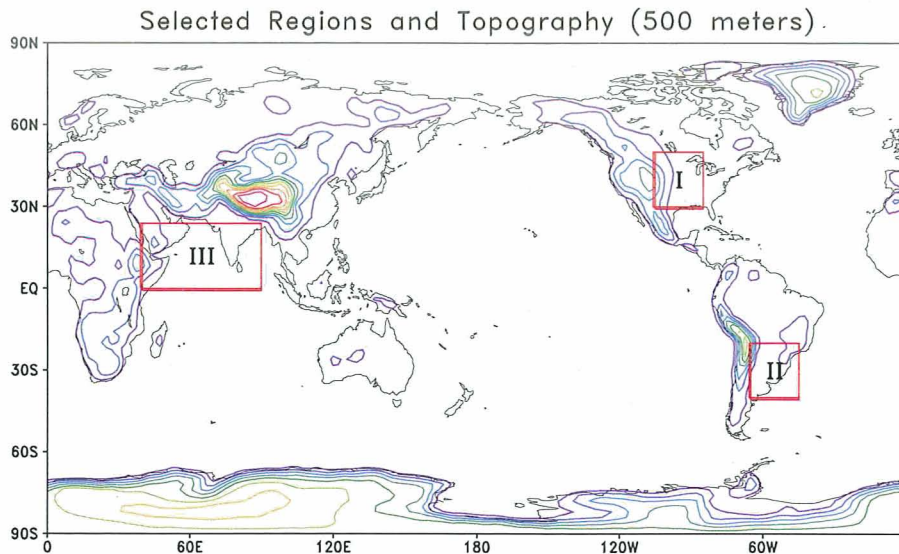 Selected Regions and Topography (500 meters).
90N
60N
I
30N
III
EQ
II
30S
60S
90S
0 60E 120E 180 120W 60W